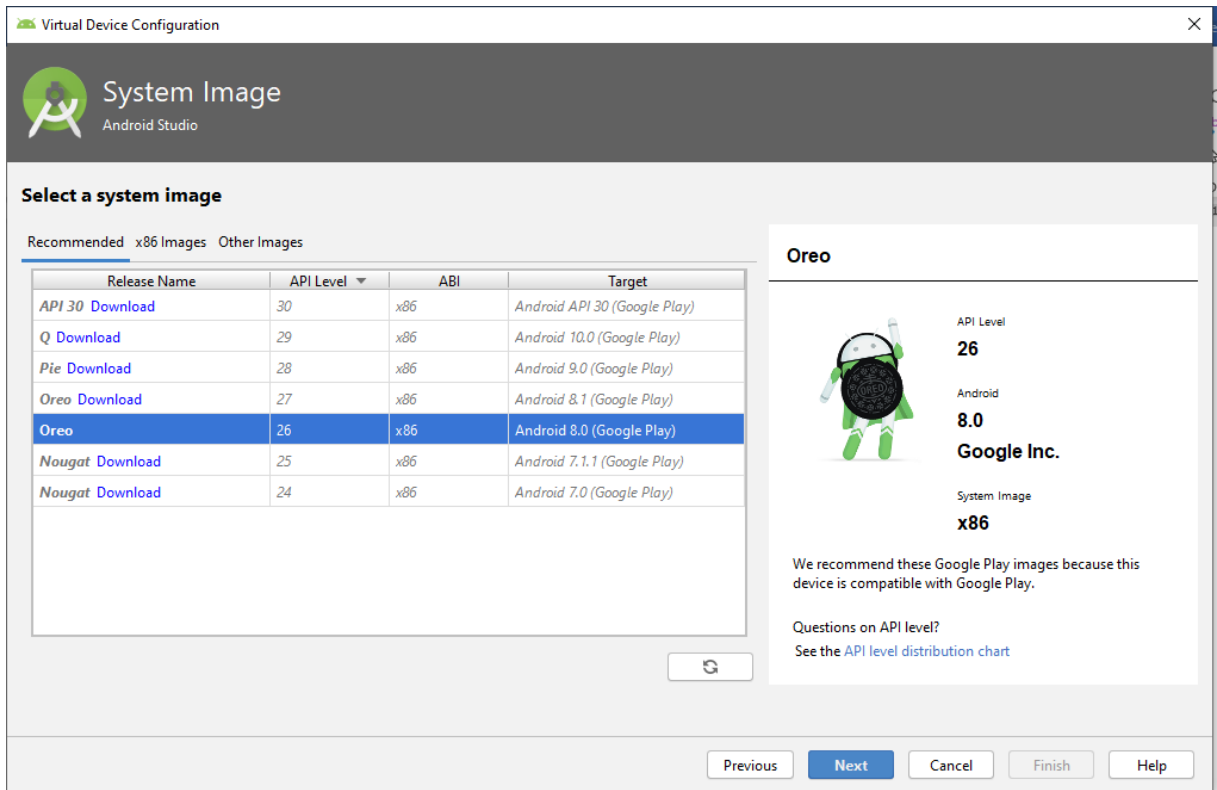 Virtual Device Configuration
System Image
Android Studio
Select a system image
Recommended x86 Images Other Images
Release Name API Level ABI Target
API 30 Download 30 x86 Android API 30 (Google Play)
Q Download 29 x86 Android 10.0 (Google Play)
Pie Download 28 x86 Android 9.0 (Google Play)
Oreo Download 27 x86 Android 8.1 (Google Play)
Oreo 26 x86 Android 8.0 (Google Play)
Nougat Download 25 x86 Android 7.1.1 (Google Play)
Nougat Download 24 x86 Android 7.0 (Google Play)
Oreo
OREO
API Level
26
Android
8.0
Google Inc.
System Image
x86
We recommend these Google Play images because this
device is compatible with Google Play.
Questions on API level?
See the API level distribution chart
Previous Next Cancel Finish Help